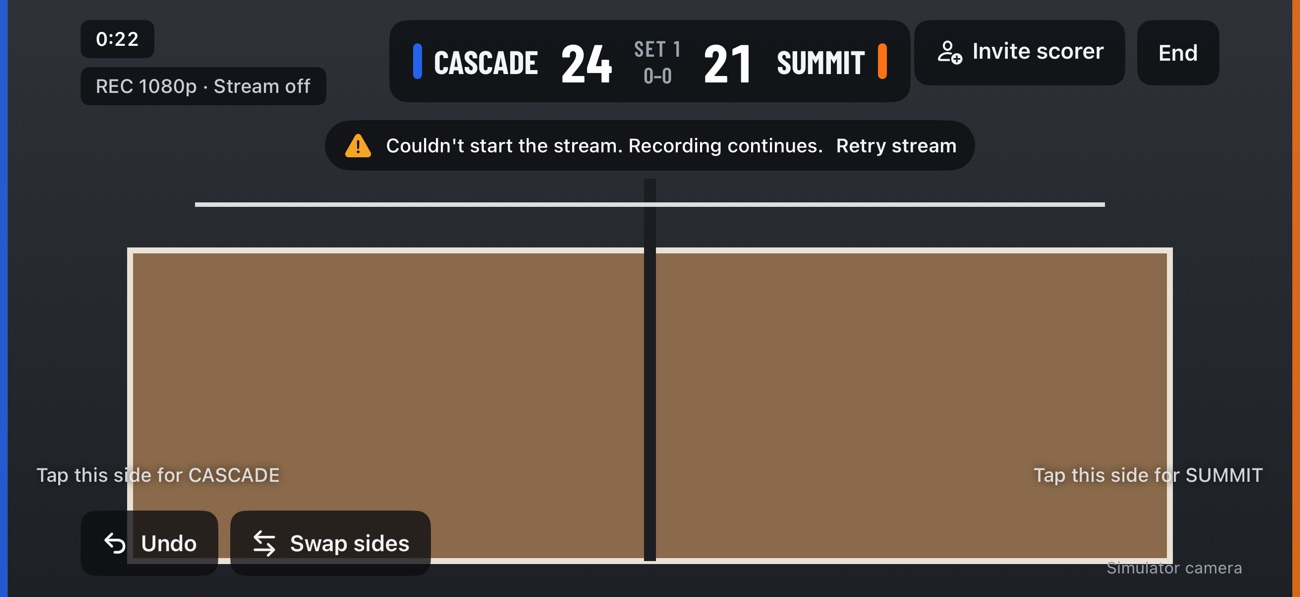 0:22
REC 1080p · Stream off
CASCADE 24 SET 1 21 SUMMIT
0–0
Invite scorer
End
Couldn't start the stream. Recording continues. Retry stream
Tap this side for CASCADE
Tap this side for SUMMIT
Undo
Swap sides
Simulator camera